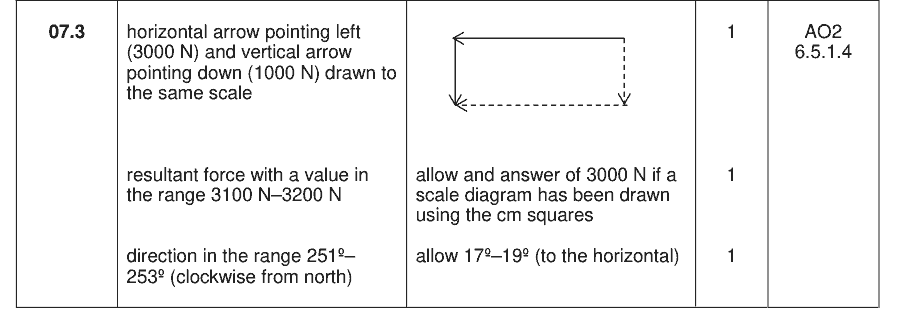 07.3
horizontal arrow pointing left
(3000 N) and vertical arrow
pointing down (1000 N) drawn to
the same scale
1
AO2
6.5.1.4
resultant force with a value in
the range 3100 N–3200 N
allow and answer of 3000 N if a
scale diagram has been drawn
using the cm squares
1
direction in the range 251º–
253º (clockwise from north)
allow 17º–19º (to the horizontal)
1